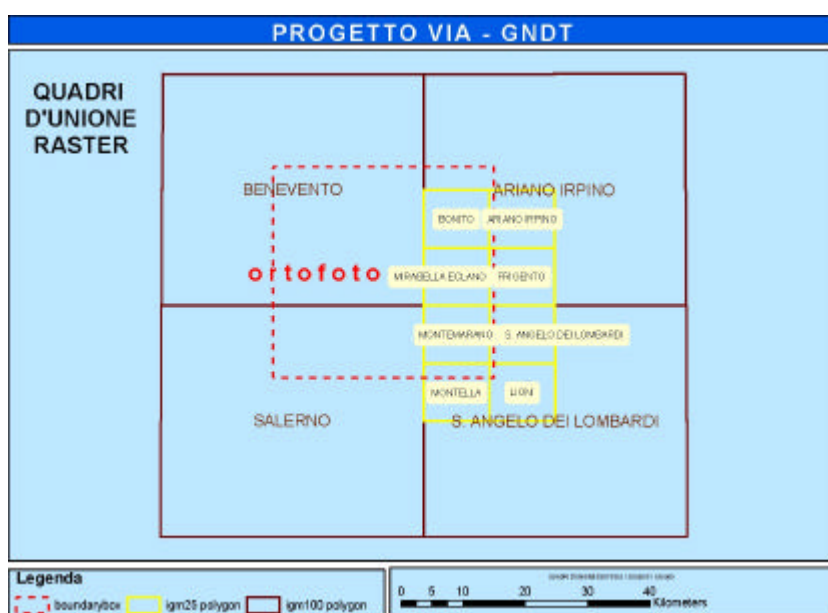 PROGETTO VIA - GNDT
QUADRI
D'UNIONE
RASTER
BENEVENTO
ARIANO IRPINO
BONITO
ARIANO IRPINO
ortofoto
MIRABELLA ECLANO
FRIGENTO
MONTEMARANO
S. ANGELO DEI LOMBARDI
MONTELLA
LIONI
SALERNO
S. ANGELO DEI LOMBARDI
Legenda
boundarybox
igm25 polygon
igm100 polygon
0 5 10 20 30 40
Kilometers